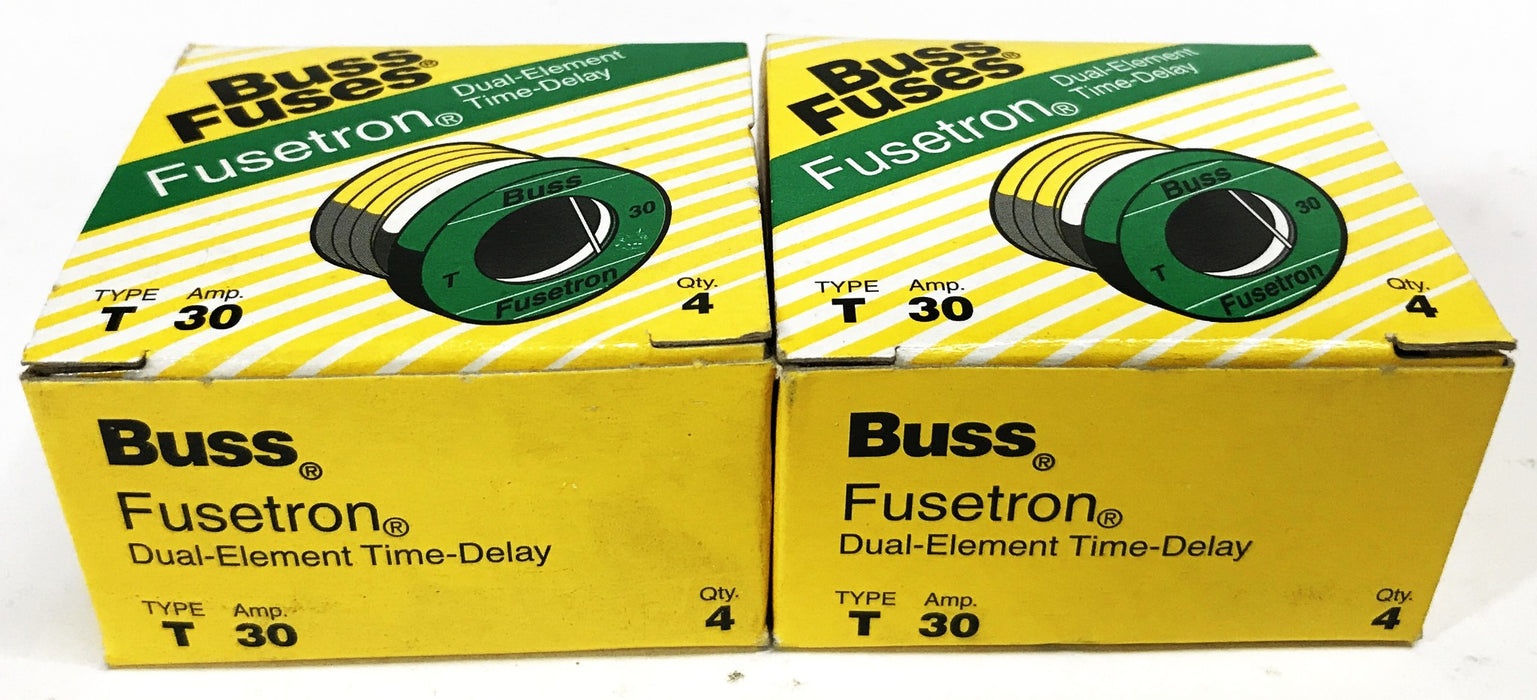 Buss
Fuses®
Fusetron® Dual-Element
Time-Delay
Buss
30
T
Fusetron
TYPE Amp. Qty.
T 30 4
Buss®
Fusetron®
Dual-Element Time-Delay
TYPE Amp. Qty.
T 30 4
Buss
Fuses®
Fusetron® Dual-Element
Time-Delay
Buss
30
T
Fusetron
TYPE Amp. Qty.
T 30 4
Buss®
Fusetron®
Dual-Element Time-Delay
TYPE Amp. Qty.
T 30 4